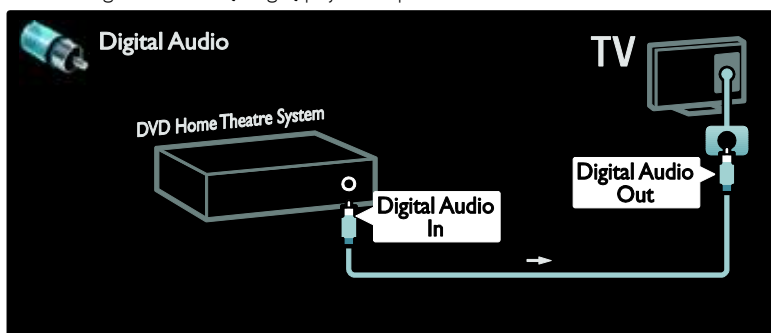 Digital Audio
TV
DVD Home Theatre System
Digital Audio
Out
Digital Audio
In